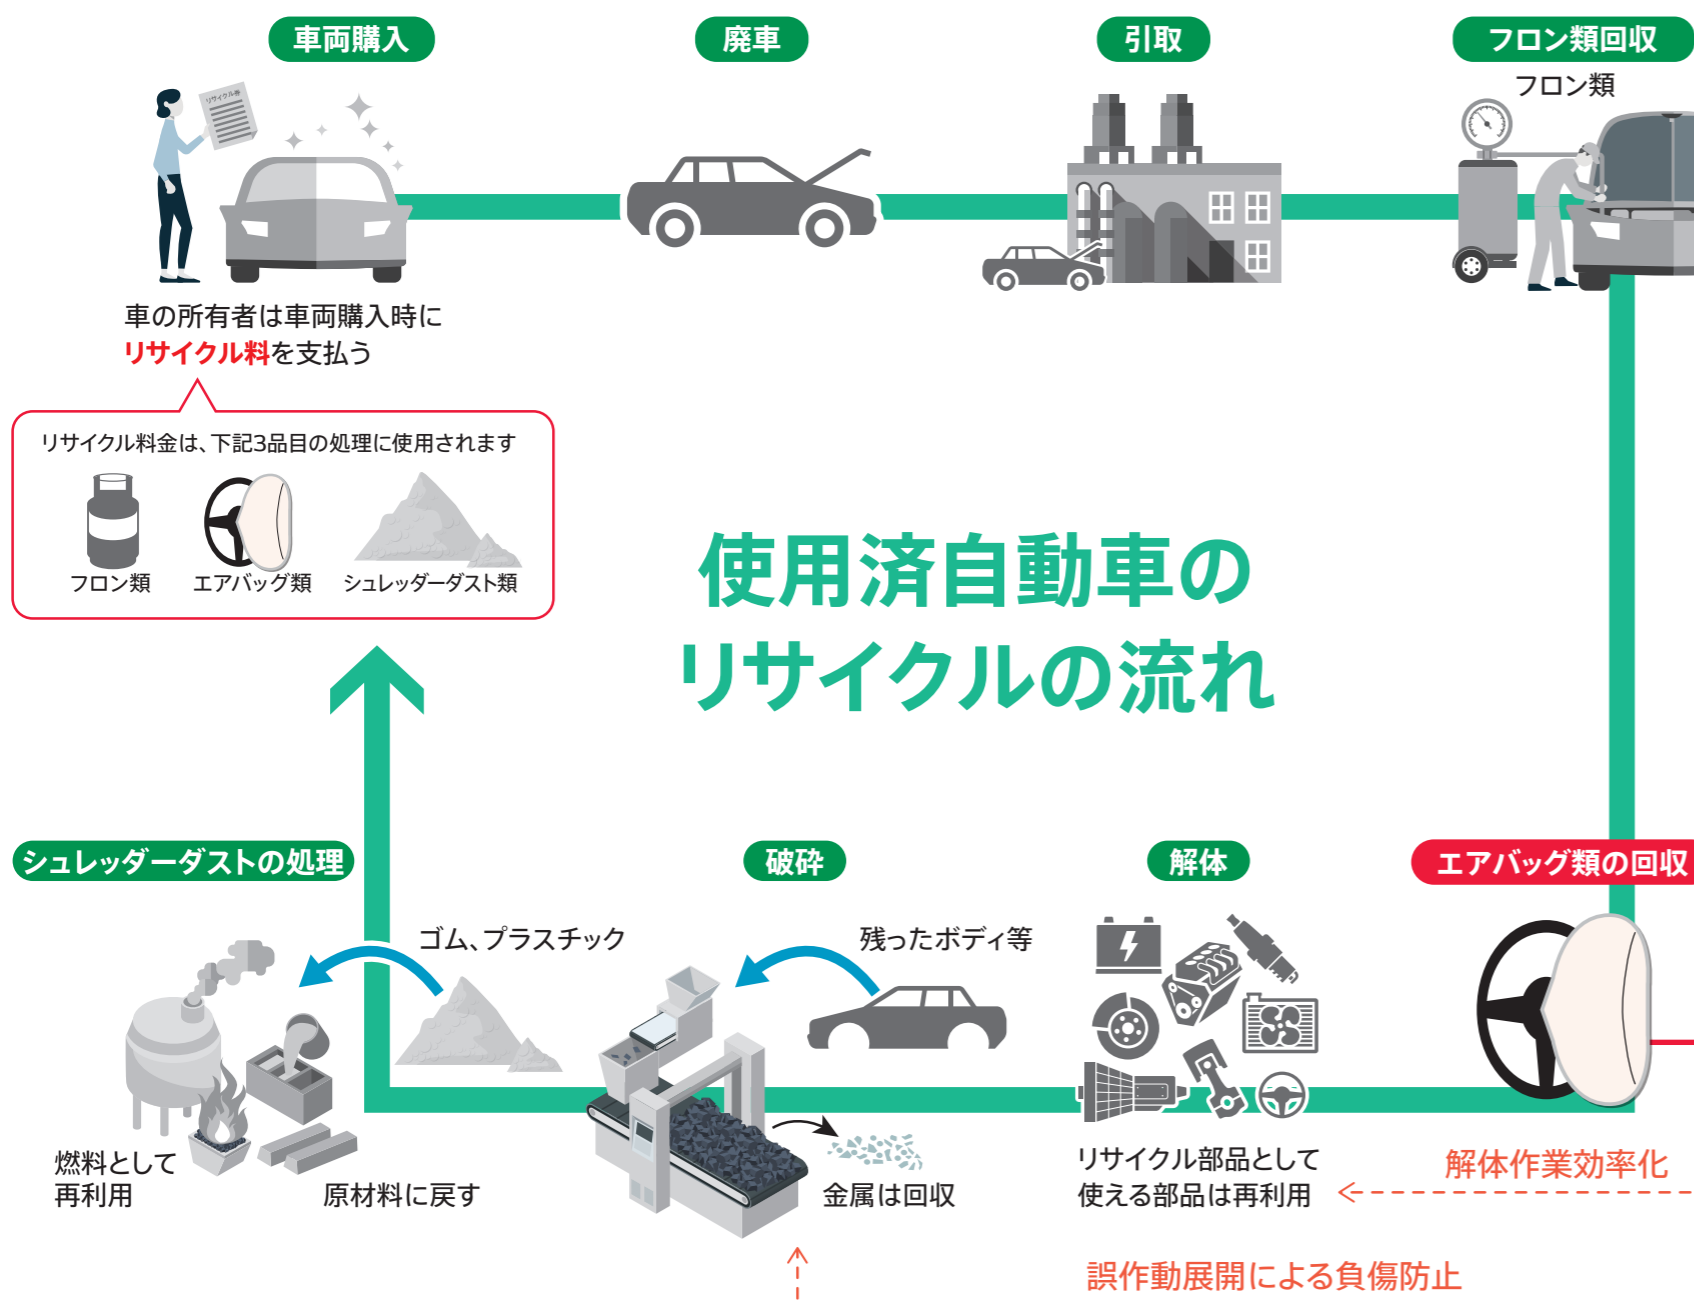 車両購入
廃車
引取
フロン類回収
フロン類
リサイクル券
車の所有者は車両購入時に
リサイクル料を支払う
リサイクル料金は、下記3品目の処理に使用されます
フロン類
エアバッグ類
シュレッダーダスト類
使用済自動車の
リサイクルの流れ
シュレッダーダストの処理
破砕
解体
エアバッグ類の回収
ゴム、プラスチック
残ったボディ等
燃料として
再利用
原材料に戻す
金属は回収
リサイクル部品として
使える部品は再利用
解体作業効率化
誤作動展開による負傷防止